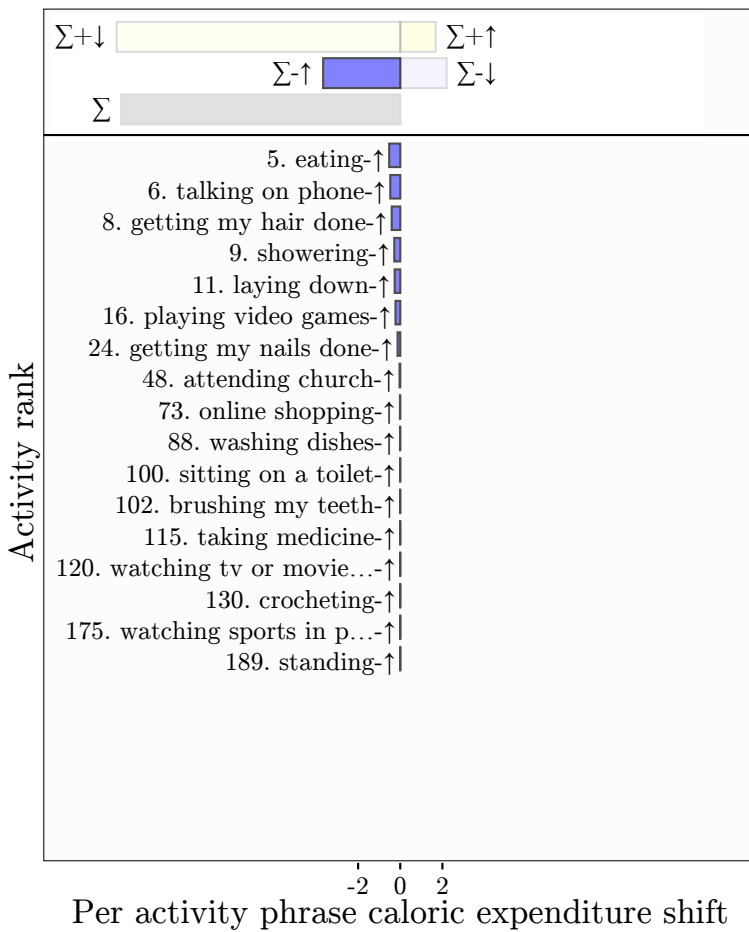 ∑+↓ ∑+↑
∑-↑ ∑-↓
∑
5. eating-↑
6. talking on phone-↑
8. getting my hair done-↑
9. showering-↑
11. laying down-↑
16. playing video games-↑
24. getting my nails done-↑
48. attending church-↑
73. online shopping-↑
88. washing dishes-↑
100. sitting on a toilet-↑
102. brushing my teeth-↑
115. taking medicine-↑
120. watching tv or movie...-↑
130. crocheting-↑
175. watching sports in p...-↑
189. standing-↑
Activity rank
-2 0 2
Per activity phrase caloric expenditure shift